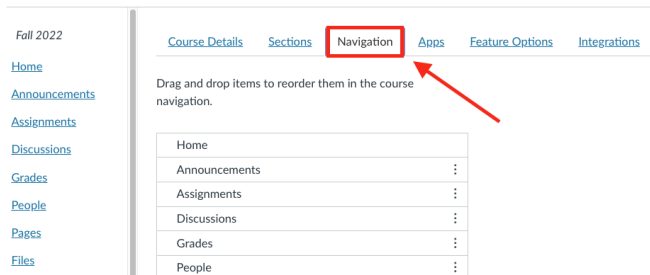 Fall 2022
Home
Announcements
Assignments
Discussions
Grades
People
Pages
Files
Course Details Sections Navigation Apps Feature Options Integrations
Drag and drop items to reorder them in the course
navigation.
Home
Announcements
Assignments
Discussions
Grades
People